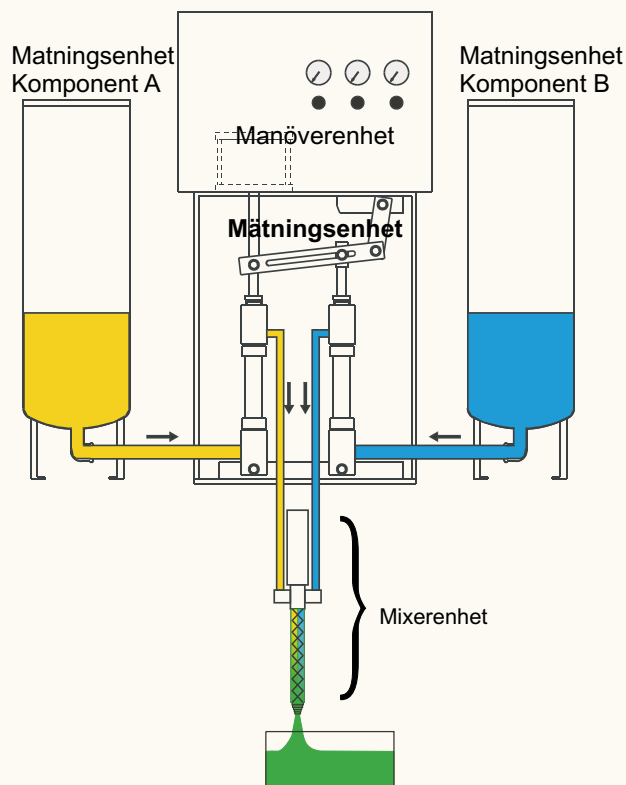 Matningsenhet
Komponent A
Matningsenhet
Komponent B
Manöverenhet
Mätningsenhet
Mixerenhet